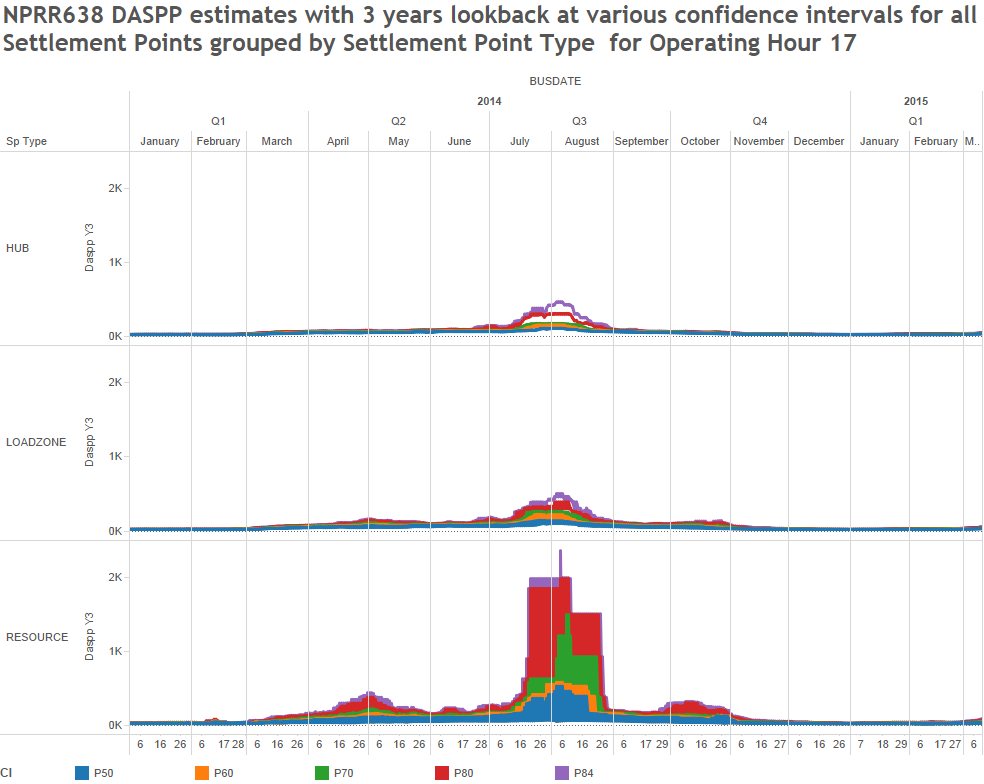 NPRR638 DASPP estimates with 3 years lookback at various confidence intervals for all
Settlement Points grouped by Settlement Point Type for Operating Hour 17
BUSDATE
2014 2015
Q1 Q2 Q3 Q4 Q1
Sp Type January February March April May June July August September October November December January February M..
HUB
Daspp Y3
2K
1K
0K
LOADZONE
Daspp Y3
2K
1K
0K
RESOURCE
Daspp Y3
2K
1K
0K
6 16 26 6 17 28 6 16 26 6 16 26 6 16 26 6 17 28 6 16 26 6 16 26 6 17 29 6 16 26 6 16 27 6 16 26 7 18 29 6 17 27 6
CI P50 P60 P70 P80 P84